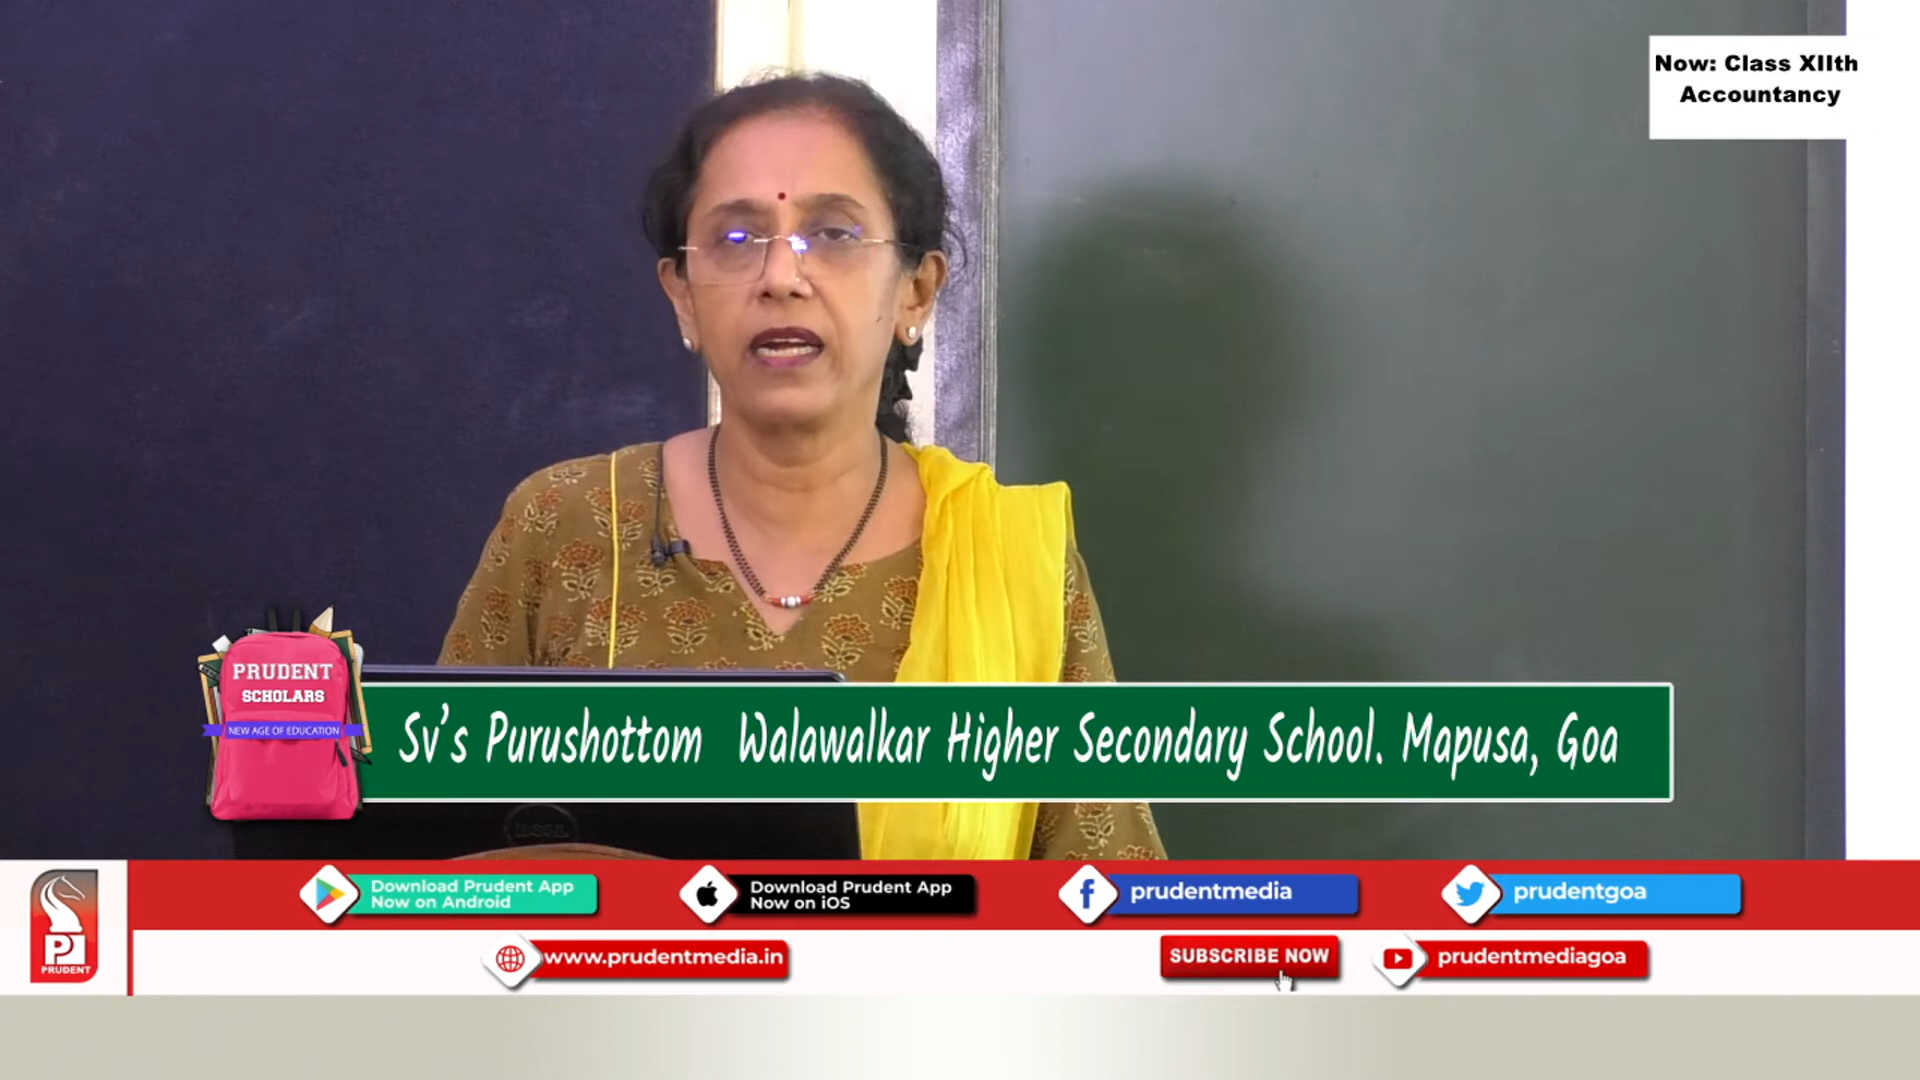 Now: Class XIIth
Accountancy
PRUDENT
SCHOLARS
NEW AGE OF EDUCATION
Sv's Purushottom Walawalkar Higher Secondary School. Mapusa, Goa
DELL
Download Prudent App
Now on Android
Download Prudent App
Now on iOS
prudentmedia
prudentgoa
PRUDENT
www.prudentmedia.in
SUBSCRIBE NOW
prudentmediagoa